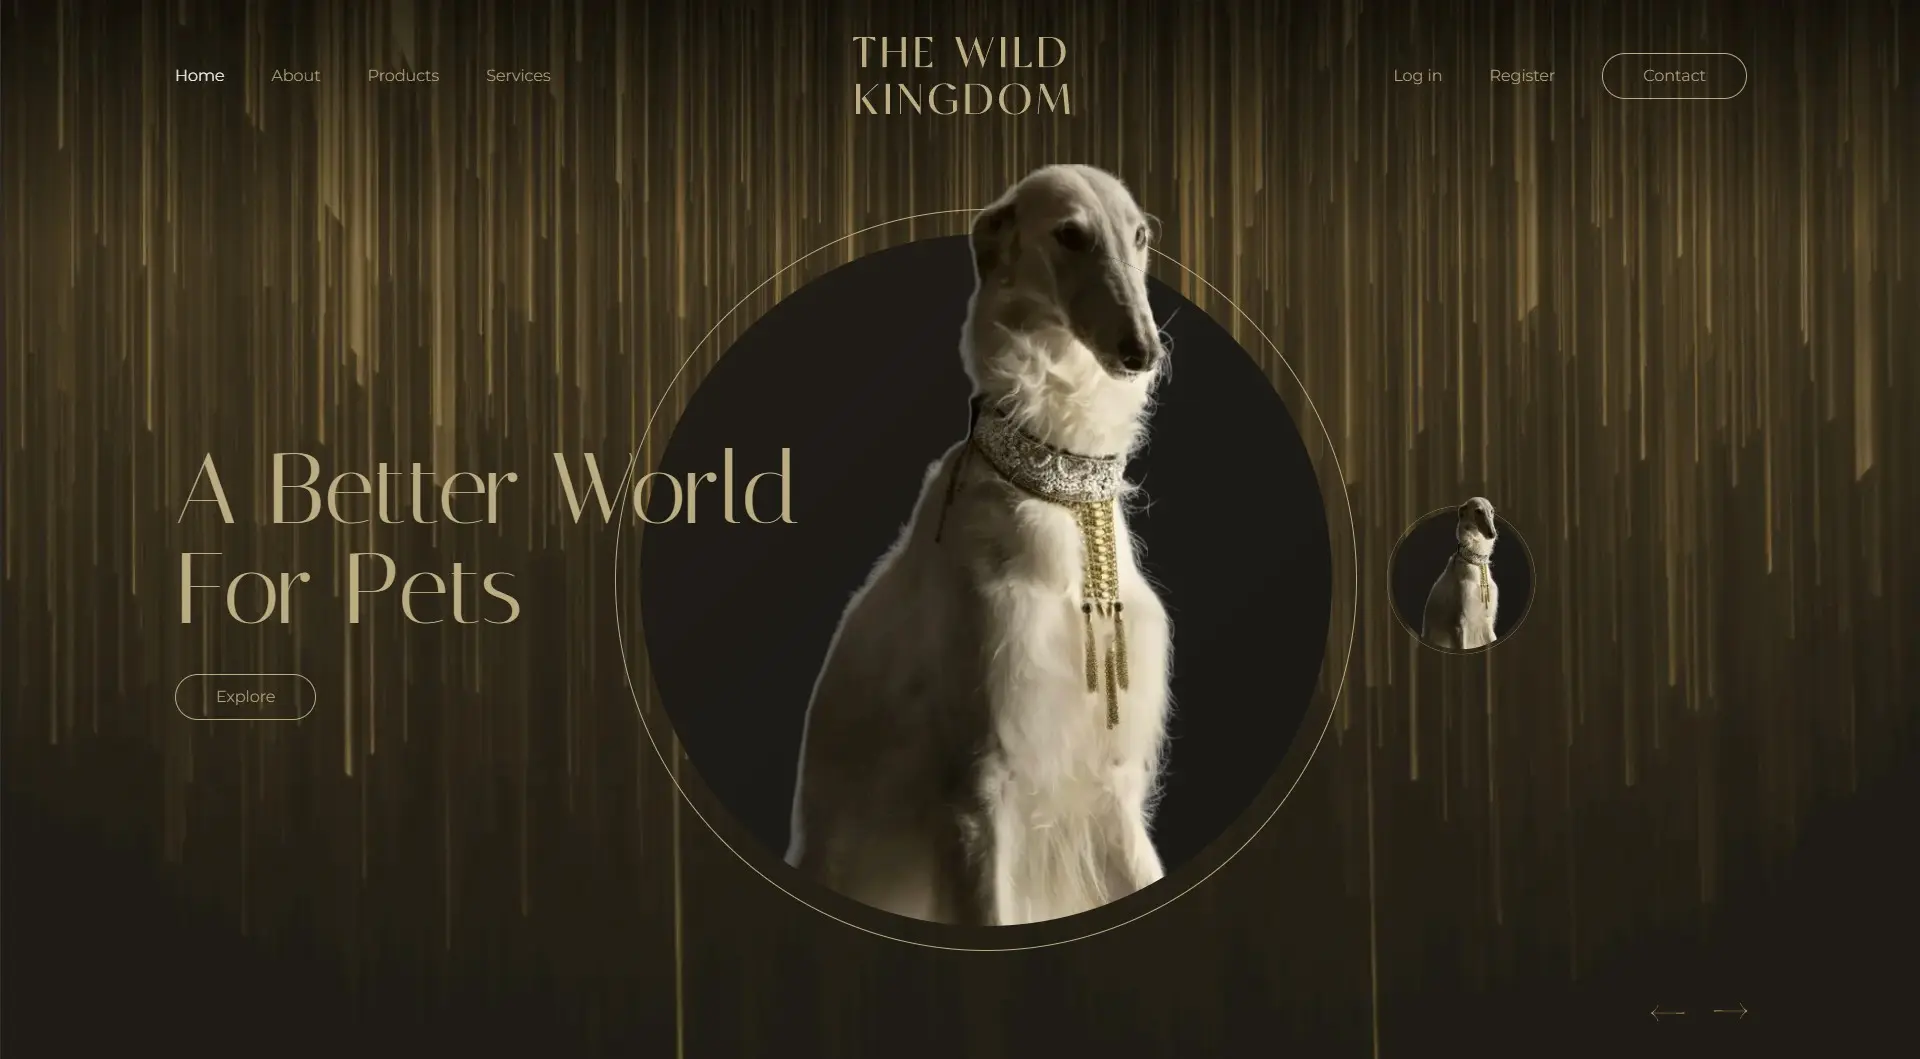 Home
About
Products
Services
THE WILD
KINGDOM
Log in
Register
Contact
A Better World
For Pets
Explore